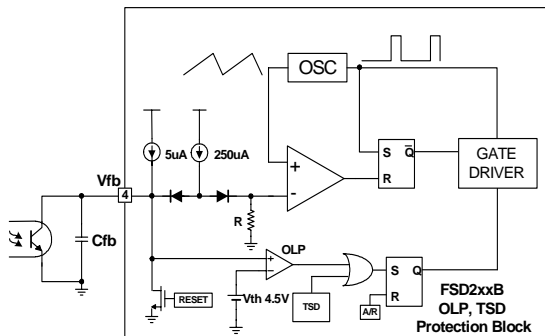 OSC
5uA
250uA
Vfb
4
+
-
S
Q
R
GATE
DRIVER
R
Cfb
OLP
+
-
RESET
Vth 4.5V
TSD
S
Q
R
A/R
FSD2xxB
OLP, TSD
Protection Block